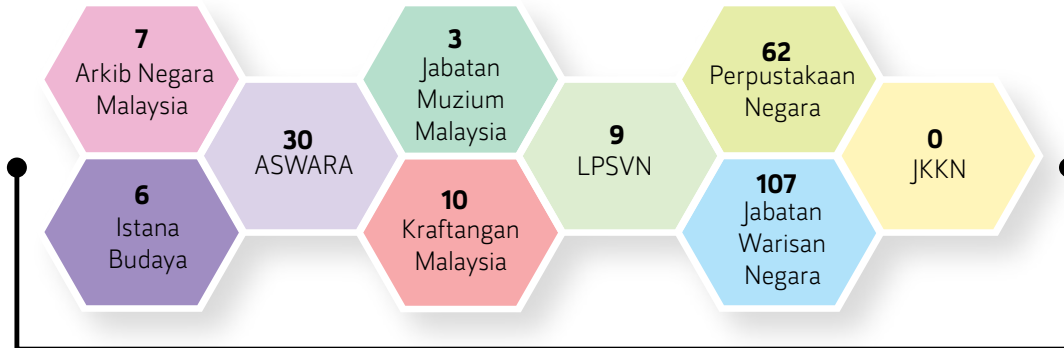 7
Arkib Negara
Malaysia
6
Istana
Budaya
30
ASWARA
3
Jabatan
Muzium
Malaysia
10
Kraftangan
Malaysia
9
LPSVN
62
Perpustakaan
Negara
107
Jabatan
Warisan
Negara
0
JKKN